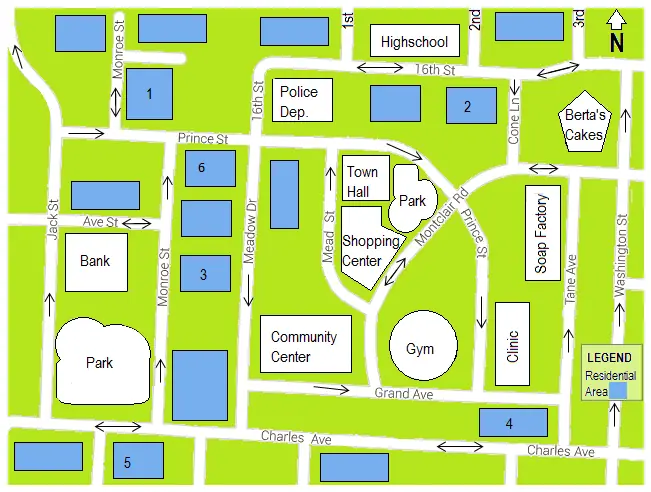 1st
2nd
3rd
N
Monroe St
Highschool
16th St
1
Police
Dep.
16th St
2
Cone Ln
Berta's
Cakes
Prince St
6
Town
Hall
Park
Montclair Rd
Prince St
Jack St
Ave St
Monroe St
Meadow Dr
Mead St
Shopping
Center
Soap Factory
Tane Ave
Washington St
Bank
3
Park
Community
Center
Gym
Clinic
LEGEND
Residential
Area
Grand Ave
4
Charles Ave
Charles Ave
5